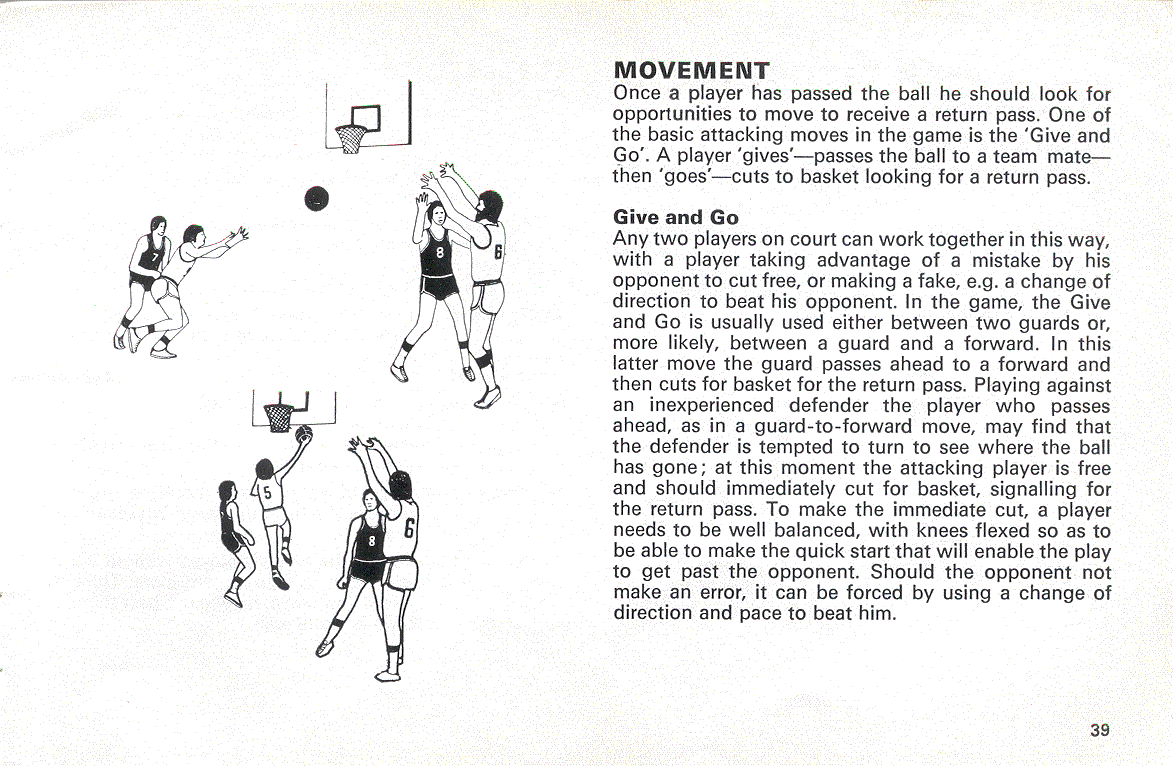 MOVEMENT
Once a player has passed the ball he should look for
opportunities to move to receive a return pass. One of
the basic attacking moves in the game is the 'Give and
Go'. A player 'gives'—passes the ball to a team mate—
then 'goes'—cuts to basket looking for a return pass.
Give and Go
Any two players on court can work together in this way,
with a player taking advantage of a mistake by his
opponent to cut free, or making a fake, e.g. a change of
direction to beat his opponent. In the game, the Give
and Go is usually used either between two guards or,
more likely, between a guard and a forward. In this
latter move the guard passes ahead to a forward and
then cuts for basket for the return pass. Playing against
an inexperienced defender the player who passes
ahead, as in a guard-to-forward move, may find that
the defender is tempted to turn to see where the ball
has gone; at this moment the attacking player is free
and should immediately cut for basket, signalling for
the return pass. To make the immediate cut, a player
needs to be well balanced, with knees flexed so as to
be able to make the quick start that will enable the play
to get past the opponent. Should the opponent not
make an error, it can be forced by using a change of
direction and pace to beat him.
7
8
6
5
8
6
39